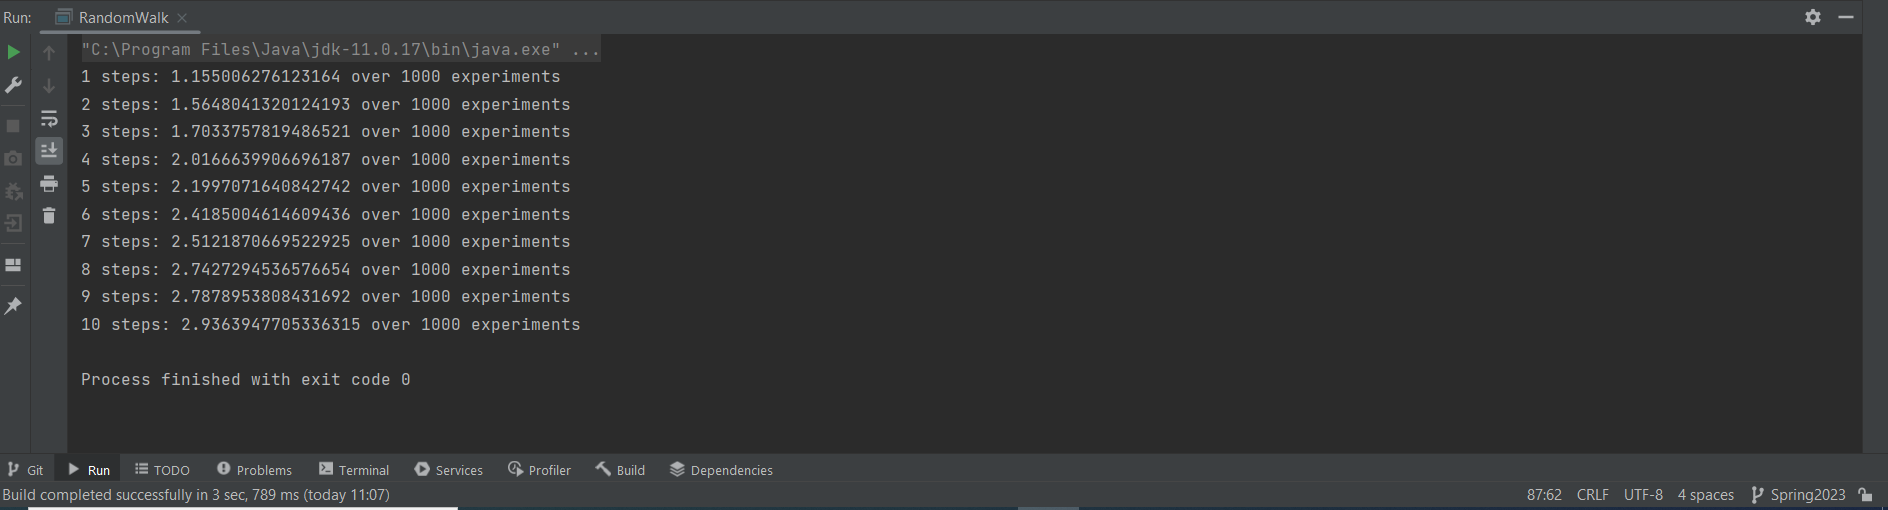 Run: RandomWalk
"C:\Program Files\Java\jdk-11.0.17\bin\java.exe" ...
1 steps: 1.155006276123164 over 1000 experiments
2 steps: 1.5648041320124193 over 1000 experiments
3 steps: 1.7033757819486521 over 1000 experiments
4 steps: 2.0166639906696187 over 1000 experiments
5 steps: 2.1997071640842742 over 1000 experiments
6 steps: 2.4185004614609436 over 1000 experiments
7 steps: 2.5121870669522925 over 1000 experiments
8 steps: 2.7427294536576654 over 1000 experiments
9 steps: 2.7878953808431692 over 1000 experiments
10 steps: 2.9363947705336315 over 1000 experiments
Process finished with exit code 0
Git Run TODO Problems Terminal Services Profiler Build Dependencies
Build completed successfully in 3 sec, 789 ms (today 11:07) 87:62 CRLF UTF-8 4 spaces Spring2023